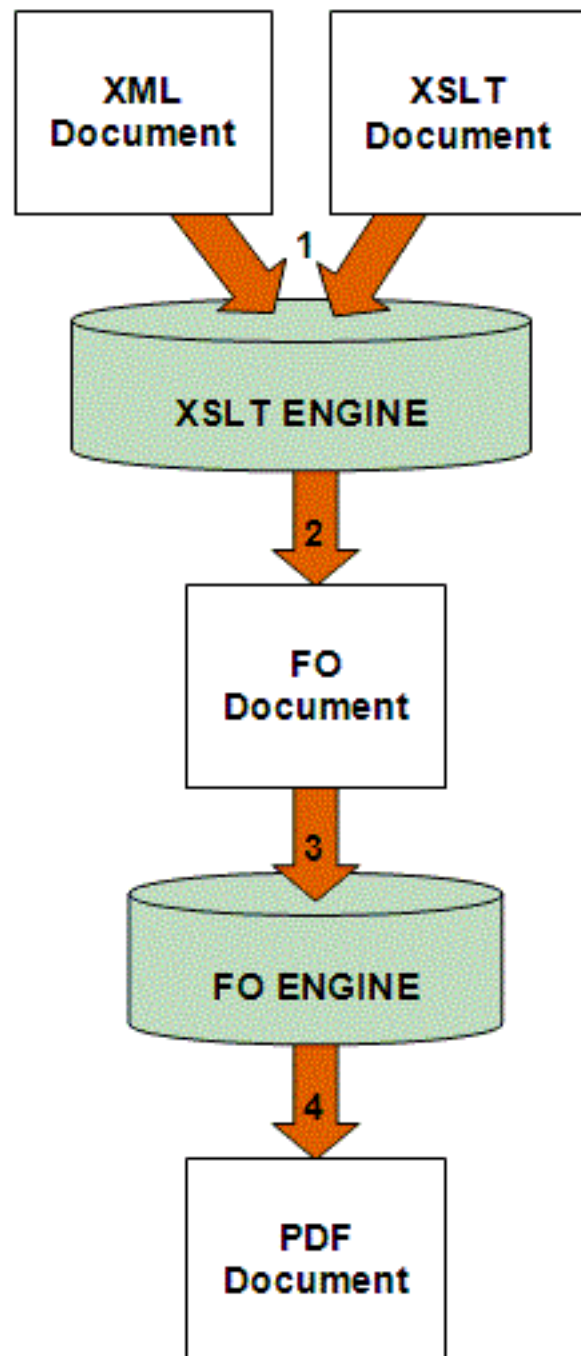 XML
Document
XSLT
Document
1
XSLT ENGINE
2
FO
Document
3
FO ENGINE
4
PDF
Document